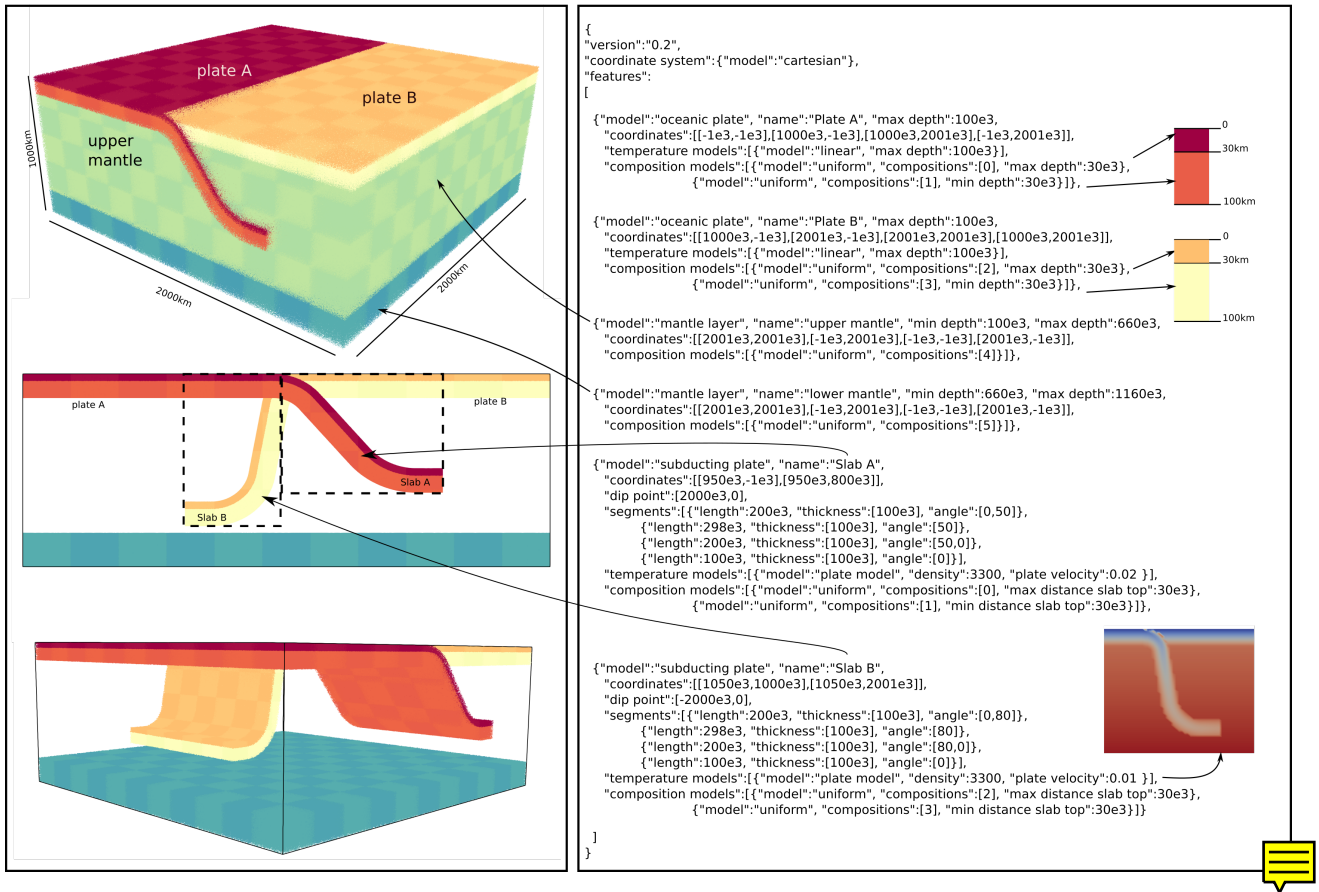 plate A
plate B
upper
mantle
1000km
2000km
2000km
plate A
plate B
Slab A
Slab B
{
"version":"0.2",
"coordinate system":{"model":"cartesian"},
"features":
[
{"model":"oceanic plate", "name":"Plate A", "max depth":100e3,
"coordinates":[[-1e3,-1e3],[1000e3,-1e3],[1000e3,2001e3],[-1e3,2001e3]],
"temperature models":[{"model":"linear", "max depth":100e3}],
"composition models":[{"model":"uniform", "compositions":[0], "max depth":30e3},
{"model":"uniform", "compositions":[1], "min depth":30e3}]},
0
30km
100km
{"model":"oceanic plate", "name":"Plate B", "max depth":100e3,
"coordinates":[[1000e3,-1e3],[2001e3,-1e3],[2001e3,2001e3],[1000e3,2001e3]],
"temperature models":[{"model":"linear", "max depth":100e3}],
"composition models":[{"model":"uniform", "compositions":[2], "max depth":30e3},
{"model":"uniform", "compositions":[3], "min depth":30e3}]},
0
30km
100km
{"model":"mantle layer", "name":"upper mantle", "min depth":100e3, "max depth":660e3,
"coordinates":[[2001e3,2001e3],[-1e3,2001e3],[-1e3,-1e3],[2001e3,-1e3]],
"composition models":[{"model":"uniform", "compositions":[4]}]},
{"model":"mantle layer", "name":"lower mantle", "min depth":660e3, "max depth":1160e3,
"coordinates":[[2001e3,2001e3],[-1e3,2001e3],[-1e3,-1e3],[2001e3,-1e3]],
"composition models":[{"model":"uniform", "compositions":[5]}]},
{"model":"subducting plate", "name":"Slab A",
"coordinates":[[950e3,-1e3],[950e3,800e3]],
"dip point":[2000e3,0],
"segments":[{"length":200e3, "thickness":[100e3], "angle":[0,50]},
{"length":298e3, "thickness":[100e3], "angle":[50]},
{"length":200e3, "thickness":[100e3], "angle":[50,0]},
{"length":100e3, "thickness":[100e3], "angle":[0]}],
"temperature models":[{"model":"plate model", "density":3300, "plate velocity":0.02 }],
"composition models":[{"model":"uniform", "compositions":[0], "max distance slab top":30e3},
{"model":"uniform", "compositions":[1], "min distance slab top":30e3}]},
{"model":"subducting plate", "name":"Slab B",
"coordinates":[[1050e3,1000e3],[1050e3,2001e3]],
"dip point":[-2000e3,0],
"segments":[{"length":200e3, "thickness":[100e3], "angle":[0,80]},
{"length":298e3, "thickness":[100e3], "angle":[80]},
{"length":200e3, "thickness":[100e3], "angle":[80,0]},
{"length":100e3, "thickness":[100e3], "angle":[0]}],
"temperature models":[{"model":"plate model", "density":3300, "plate velocity":0.01 }],
"composition models":[{"model":"uniform", "compositions":[2], "max distance slab top":30e3},
{"model":"uniform", "compositions":[3], "min distance slab top":30e3}]}
]
}